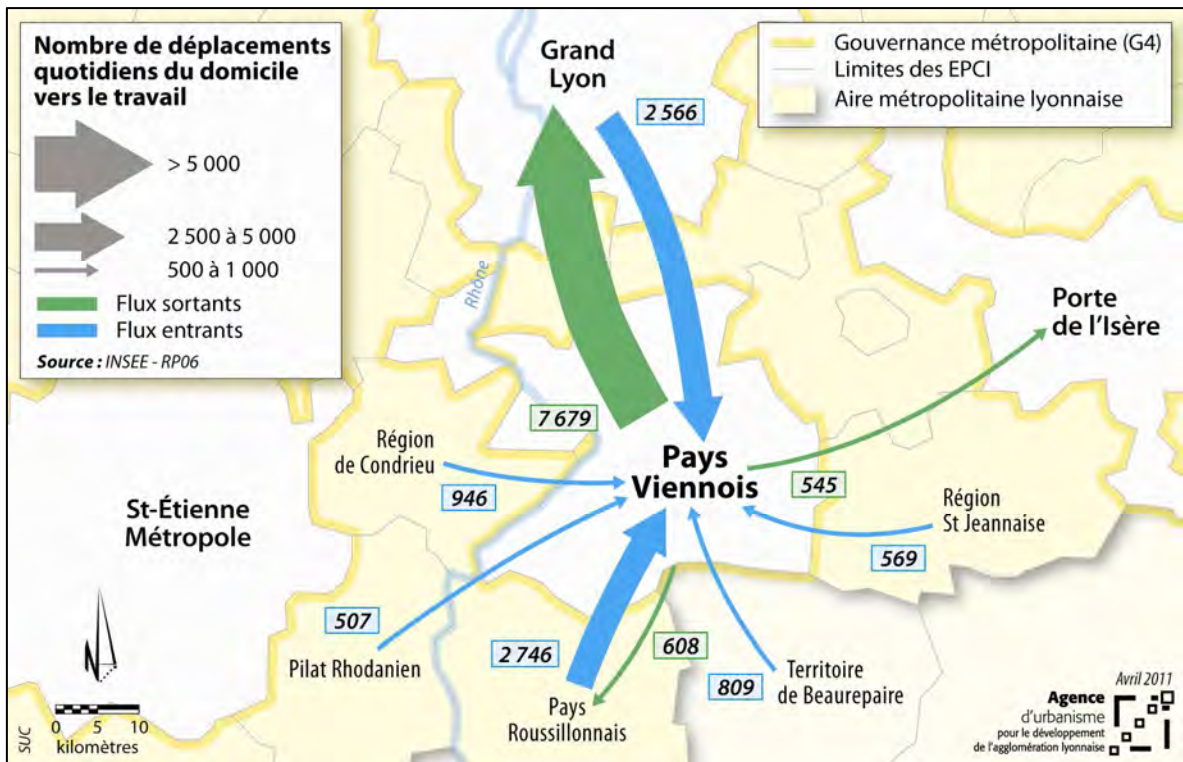 Nombre de déplacements
quotidiens du domicile
vers le travail
> 5 000
2 500 à 5 000
500 à 1 000
Flux sortants
Flux entrants
Source : INSEE - RP06
Gouvernance métropolitaine (G4)
Limites des EPCI
Aire métropolitaine lyonnaise
Grand
Lyon
2 566
Rhône
Porte
de l'Isère
7 679
Région
de Condrieu
946
Pays
Viennois
545
Région
St Jeannaise
569
St-Étienne
Métropole
507
Pilat Rhodanien
2 746
608
Pays
Roussillonnais
809
Territoire
de Beaurepaire
N
0 5 10
kilomètres
SUC
Avril 2011
Agence
d'urbanisme
pour le développement
de l'agglomération lyonnaise